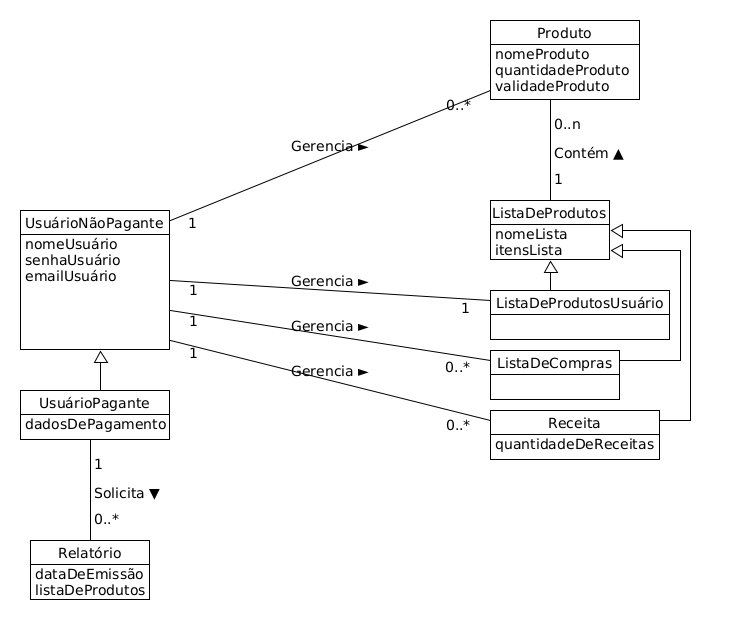 Produto
nomeProduto
quantidadeProduto
validadeProduto
0..*
Gerencia ►
1
0..n
Contém ▲
1
UsuárioNãoPagante
nomeUsuário
senhaUsuário
emailUsuário
ListaDeProdutos
nomeLista
itensLista
1
Gerencia ►
1
ListaDeProdutosUsuário
1
Gerencia ►
0..*
ListaDeCompras
1
Gerencia ►
0..*
Receita
quantidadeDeReceitas
UsuárioPagante
dadosDePagamento
1
Solicita ▼
0..*
Relatório
dataDeEmissão
listaDeProdutos